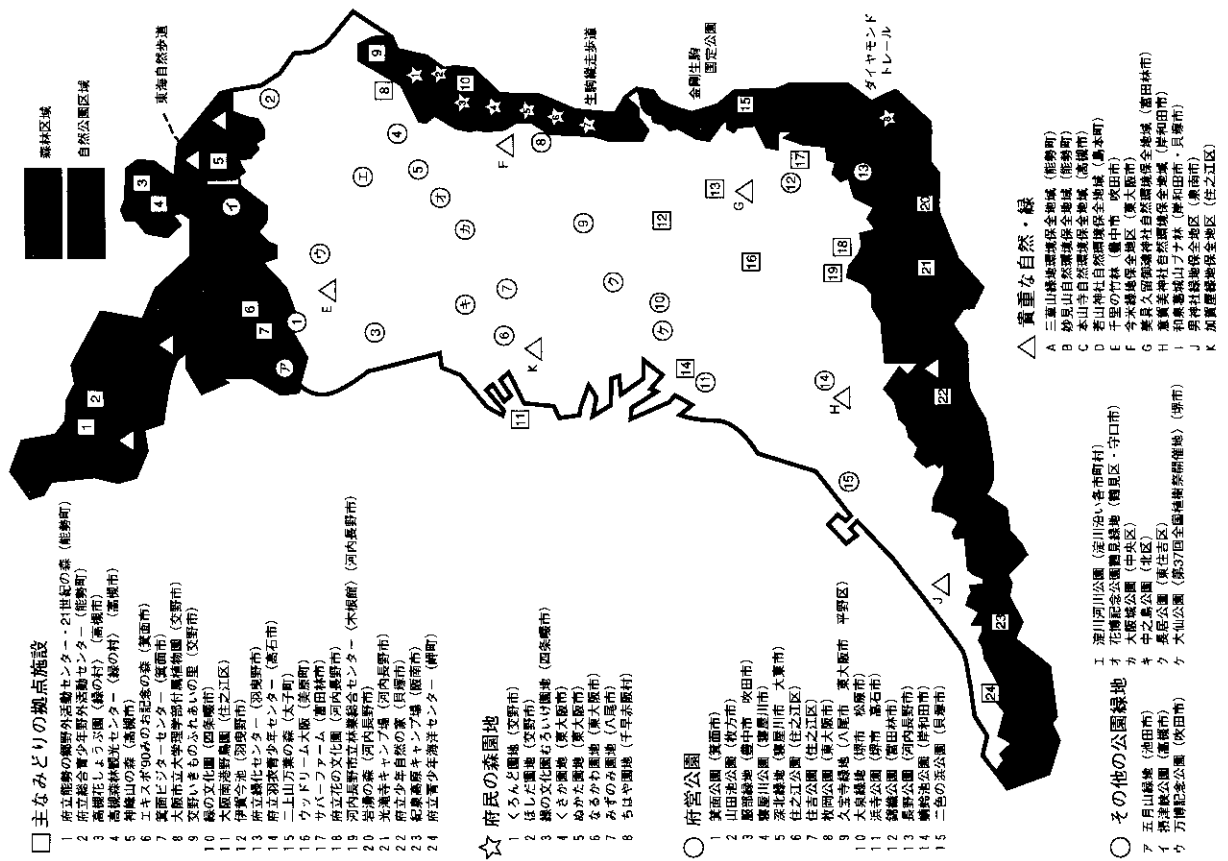 森林区域
自然公園区域
東海自然歩道
生駒縦走歩道
金剛生駒
国定公園
ダイヤモンド
トレール
□ 主なみどりの拠点施設
1 府立能勢の郷野外活動センター・21世紀の森（能勢町）
2 府立総合青少年野外活動センター（能勢町）
3 高槻花しょうぶ園（緑の村）（高槻市）
4 高槻森林観光センター（緑の村）（高槻市）
5 神峰山の森（高槻市）
6 エキスポ'90みのお記念の森（箕面市）
7 箕面ビジターセンター（箕面市）
8 大阪市立大学理学部付属植物園（交野市）
9 交野いきものふれあいの里（交野市）
10 緑の文化園（四条畷市）
11 大阪南港野鳥園（住之江区）
12 伊賀今池（羽曳野市）
13 府立緑化センター（羽曳野市）
14 府立羽衣青少年センター（高石市）
15 二上山万葉の森（太子町）
16 ウッドリーム大阪（美原町）
17 サバーファーム（富田林市）
18 府立花の文化園（河内長野市）
19 河内長野市立林業総合センター（木根館）（河内長野市）
20 岩湧の森（河内長野市）
21 光滝寺キャンプ場（河内長野市）
22 府立少年自然の家（貝塚市）
23 紀泉高原キャンプ場（阪南市）
24 府立青少年海洋センター（岬町）
☆ 府民の森園地
1 くろんど園地（交野市）
2 ほしだ園地（交野市）
3 緑の文化園むろいけ園地（四条畷市）
4 くさか園地（東大阪市）
5 ぬかた園地（東大阪市）
6 なるかわ園地（東大阪市）
7 みずのみ園地（八尾市）
8 ちはや園地（千早赤阪村）
○ 府営公園
1 箕面公園（箕面市）
2 山田池公園（枚方市）
3 服部緑地（豊中市 吹田市）
4 寝屋川公園（寝屋川市）
5 深北緑地（寝屋川市 大東市）
6 住之江公園（住之江区）
7 住吉公園（住之江区）
8 枚岡公園（東大阪市）
9 久宝寺緑地（八尾市 東大阪市 平野区）
10 大泉緑地（堺市 松原市）
11 浜寺公園（堺市 高石市）
12 錦織公園（富田林市）
13 長野公園（河内長野市）
14 蜻蛉池公園（岸和田市）
15 二色の浜公園（貝塚市）
○ その他の公園緑地
ア 五月山緑地（池田市）
イ 摂津峡公園（高槻市）
ウ 万博記念公園（吹田市）
エ 淀川河川公園（淀川沿い各市町村）
オ 花博記念公園鶴見緑地（鶴見区・守口市）
カ 大阪城公園（中央区）
キ 中之島公園（北区）
ク 長居公園（東住吉区）
ケ 大仙公園（第37回全国植樹祭開催地）（堺市）
△ 貴重な自然・緑
A 三草山緑地環境保全地域（能勢町）
B 妙見山自然環境保全地域（能勢町）
C 本山寺自然環境保全地域（高槻市）
D 若山神社自然環境保全地域（島本町）
E 千里の竹林（豊中市 吹田市）
F 今米緑地保全地区（東大阪市）
G 美具久留御魂神社自然環境保全地域（富田林市）
H 意賀美神社自然環境保全地域（岸和田市）
I 和泉葛城山ブナ林（岸和田市・貝塚市）
J 男神社緑地保全地区（泉南市）
K 加賀屋緑地保全地区（住之江区）